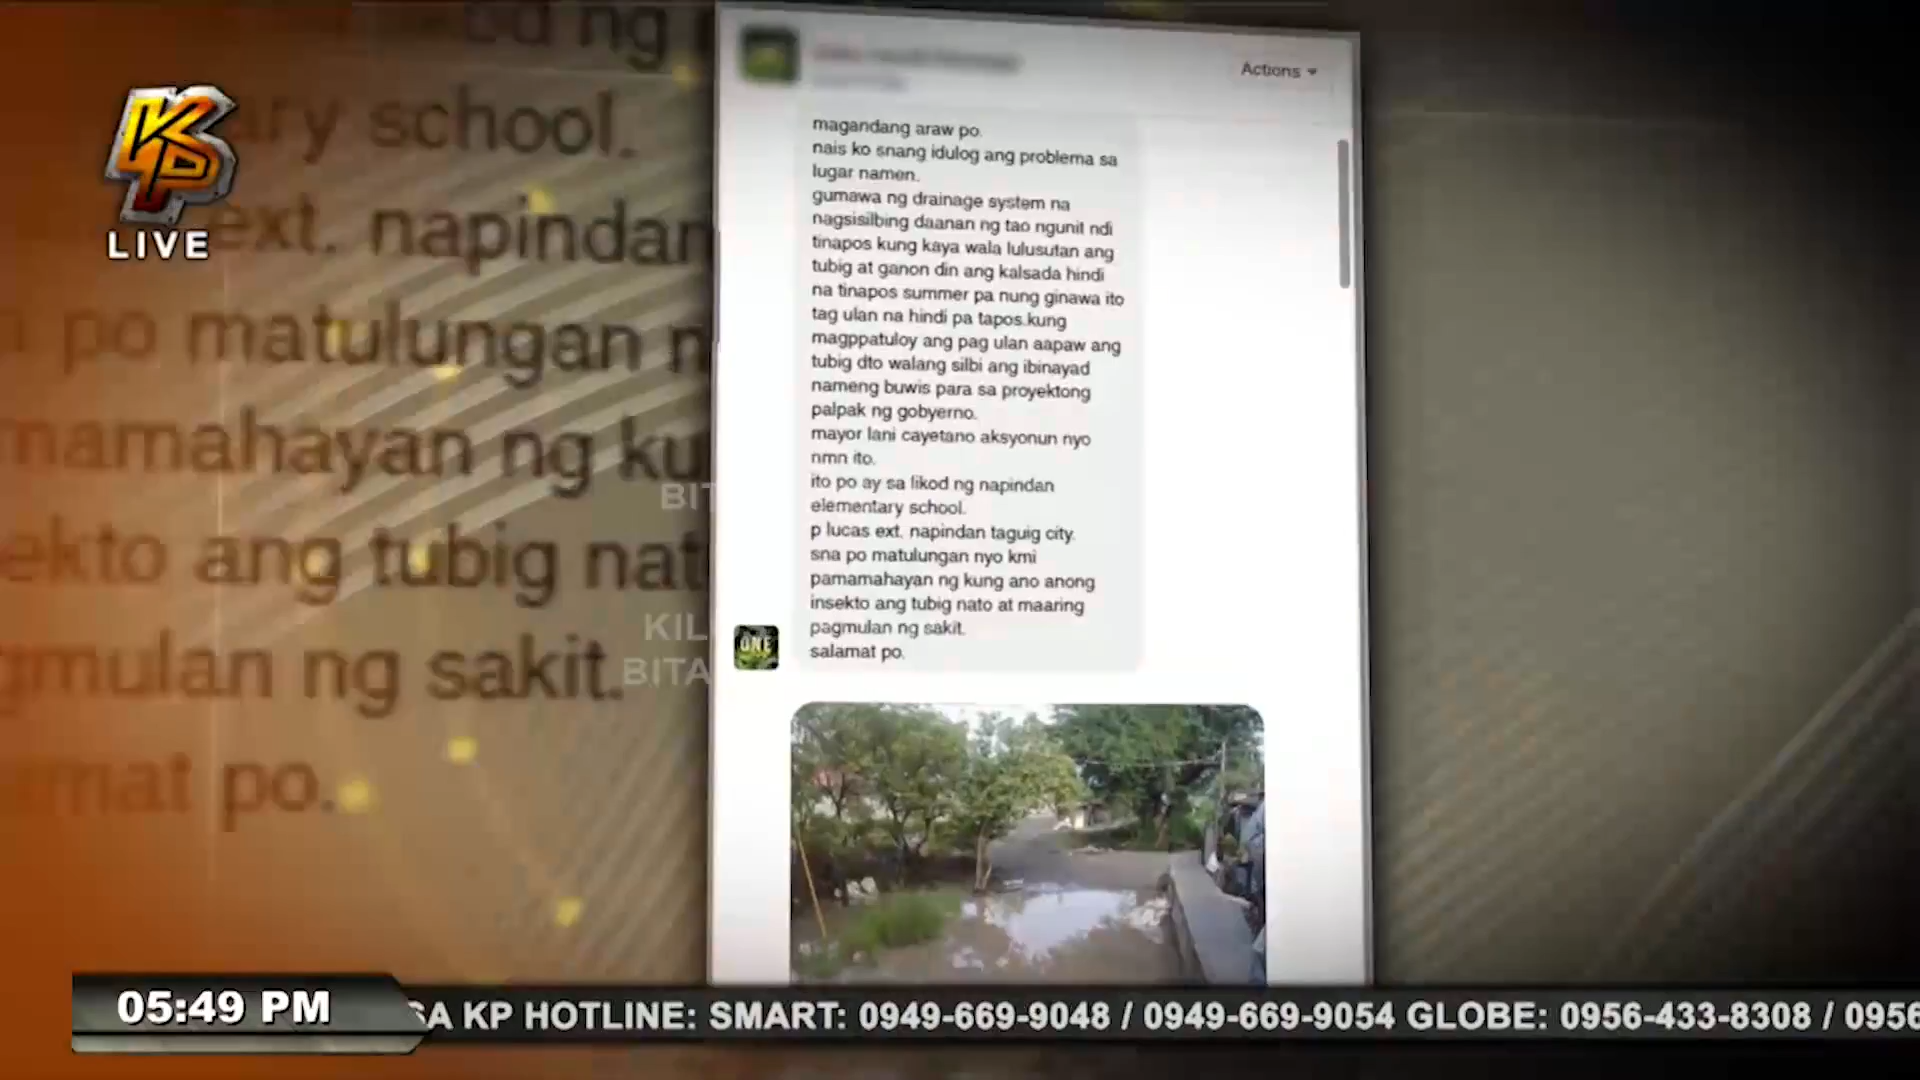 KP
LIVE
ary school.
ext. napindan
po matulungan n
mamahayan ng ku
ekto ang tubig nat
gmulan ng sakit.
mat po.
BIT
KIL
BITA
Actions
magandang araw po.
nais ko snang idulog ang problema sa
lugar namen.
gumawa ng drainage system na
nagsisilbing daanan ng tao ngunit ndi
tinapos kung kaya wala lulusutan ang
tubig at ganon din ang kalsada hindi
na tinapos summer pa nung ginawa ito
tag ulan na hindi pa tapos.kung
magppatuloy ang pag ulan aapaw ang
tubig dto walang silbi ang ibinayad
nameng buwis para sa proyektong
palpak ng gobyerno.
mayor lani cayetano aksyonun nyo
nmn ito.
ito po ay sa likod ng napindan
elementary school.
p lucas ext. napindan taguig city.
sna po matulungan nyo kmi
pamamahayan ng kung ano anong
insekto ang tubig nato at maaring
pagmulan ng sakit.
salamat po.
ONE
05:49 PM
SA KP HOTLINE: SMART: 0949-669-9048 / 0949-669-9054 GLOBE: 0956-433-8308 / 0956